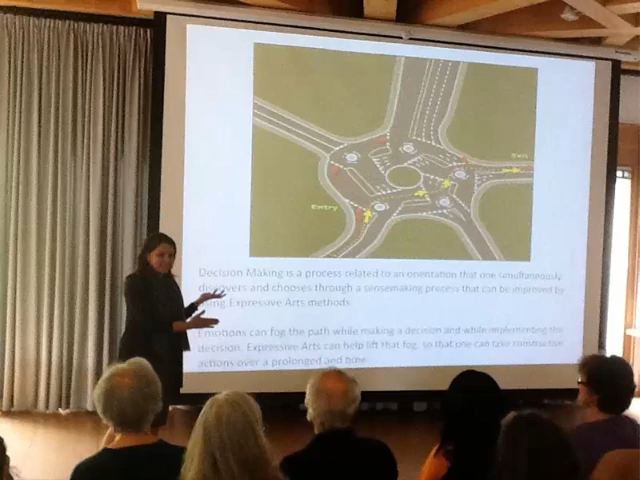 Exit
Entry
Decision Making is a process related to an orientation that one simultaneously
discovers and chooses through a sensemaking process that can be improved by
using Expressive Arts methods.
Emotions can fog the path while making a decision and while implementing the
decision. Expressive Arts can help lift that fog, so that one can take constructive
actions over a prolonged and time.